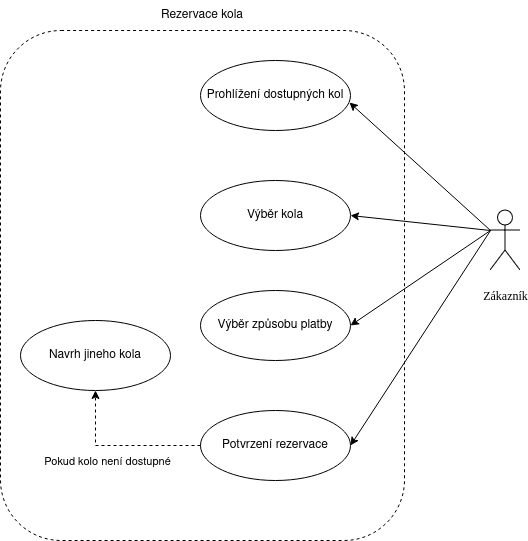 Rezervace kola
Prohlížení dostupných kol
Výběr kola
Zákazník
Výběr způsobu platby
Navrh jineho kola
Potvrzení rezervace
Pokud kolo není dostupné